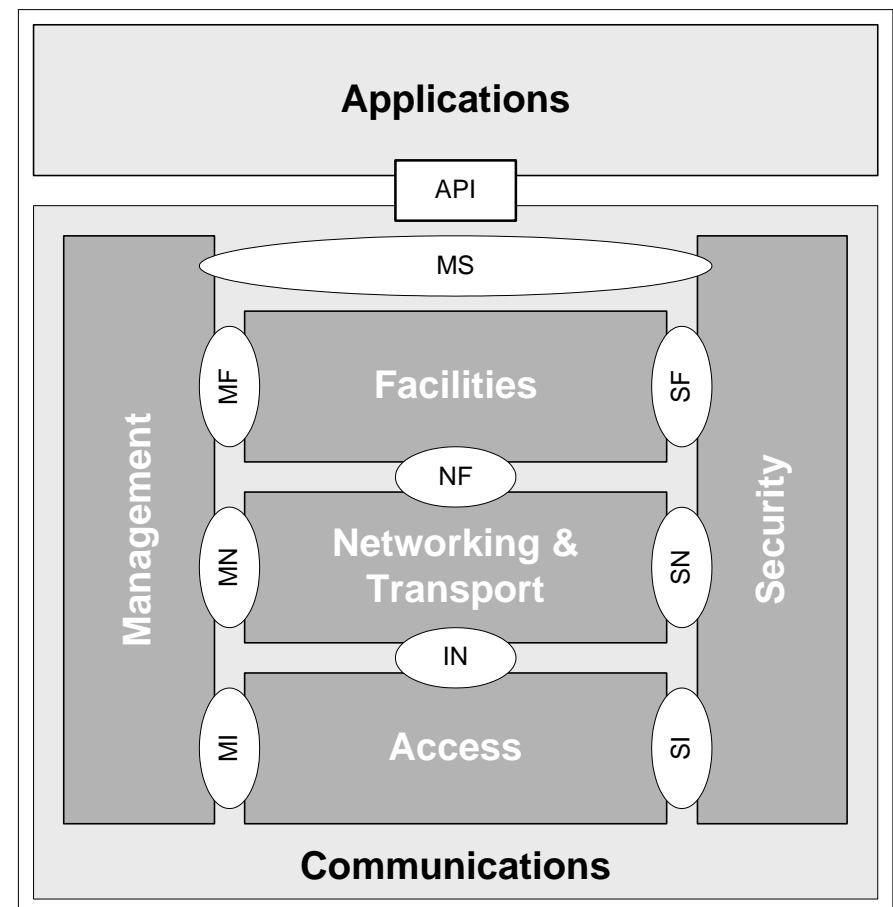 Applications
API
MS
Management
MF
Facilities
SF
Security
NF
MN
Networking &
Transport
SN
IN
MI
Access
SI
Communications